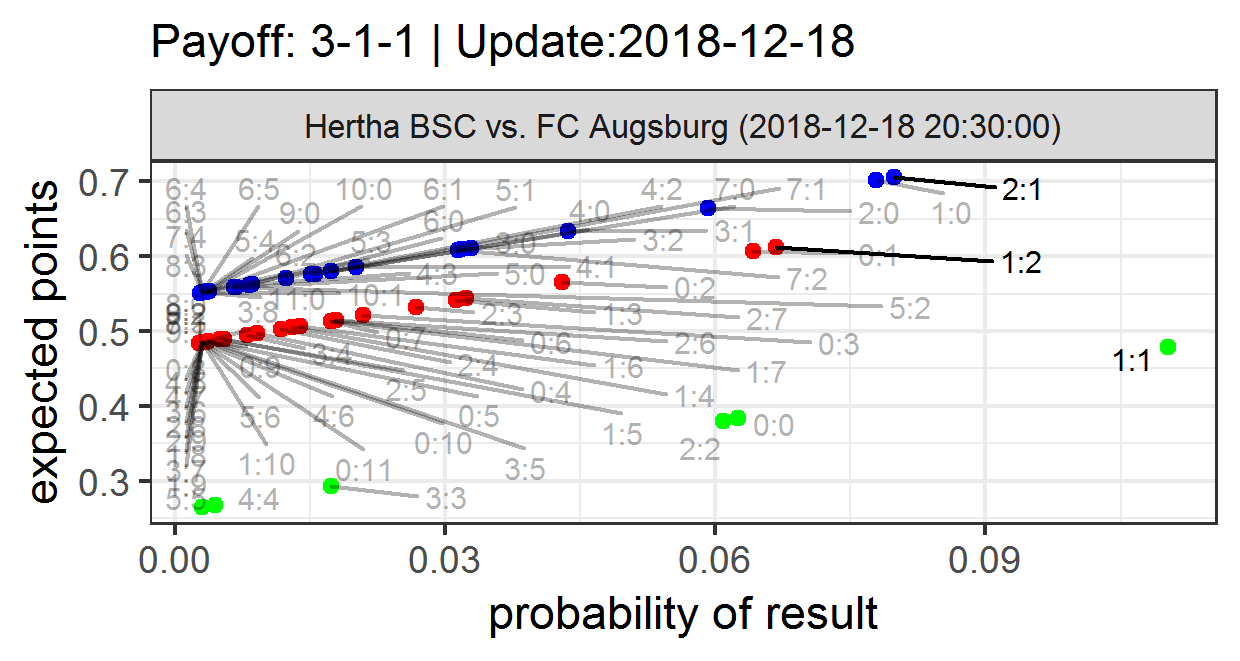 Payoff: 3-1-1 | Update:2018-12-18
Hertha BSC vs. FC Augsburg (2018-12-18 20:30:00)
expected points
0.7
0.6
0.5
0.4
0.3
6:4 6:5 10:0 6:1 5:1 4:2 7:0 7:1
2:1
6:3 9:0 6:0 4:0 2:0 1:0
7:4 5:4 5:3 3:0 3:2 3:1
8:3 6:2 4:3 5:0 4:1 7:2 0:1
1:2
11:0 10:1 0:2 5:2
3:8 2:3 1:3 2:7
0:7 0:6 2:6 0:3
1:1
0:9 3:4 2:4 1:6 1:7
2:5 0:4 1:4
5:6 4:6 0:5 0:0
0:10 1:5 2:2
1:10 0:11 3:5
4:4 3:3
0.00 0.03 0.06 0.09
probability of result